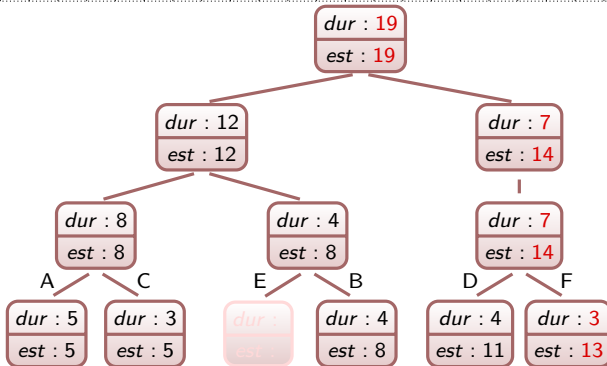 dur : 19
est : 19
dur : 12
est : 12
dur : 7
est : 14
dur : 8
est : 8
dur : 4
est : 8
dur : 7
est : 14
A
C
E
B
D
F
dur : 5
est : 5
dur : 3
est : 5
dur :
est :
dur : 4
est : 8
dur : 4
est : 11
dur : 3
est : 13